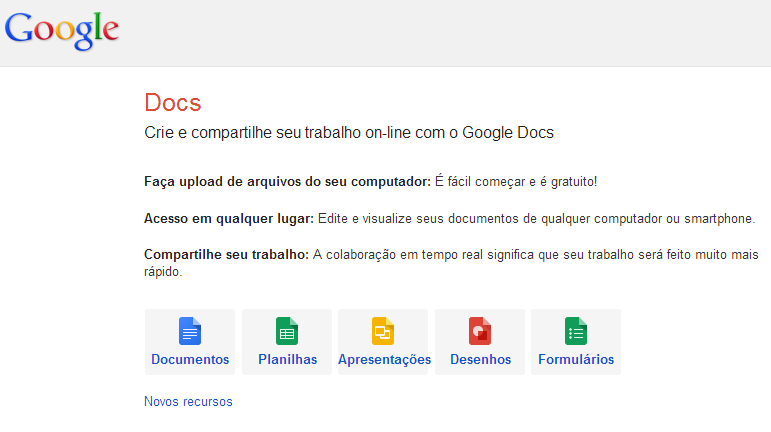 Google
Docs
Crie e compartilhe seu trabalho on-line com o Google Docs
Faça upload de arquivos do seu computador: É fácil começar e é gratuito!
Acesso em qualquer lugar: Edite e visualize seus documentos de qualquer computador ou smartphone.
Compartilhe seu trabalho: A colaboração em tempo real significa que seu trabalho será feito muito mais
rápido.
Documentos Planilhas Apresentações Desenhos Formulários
Novos recursos